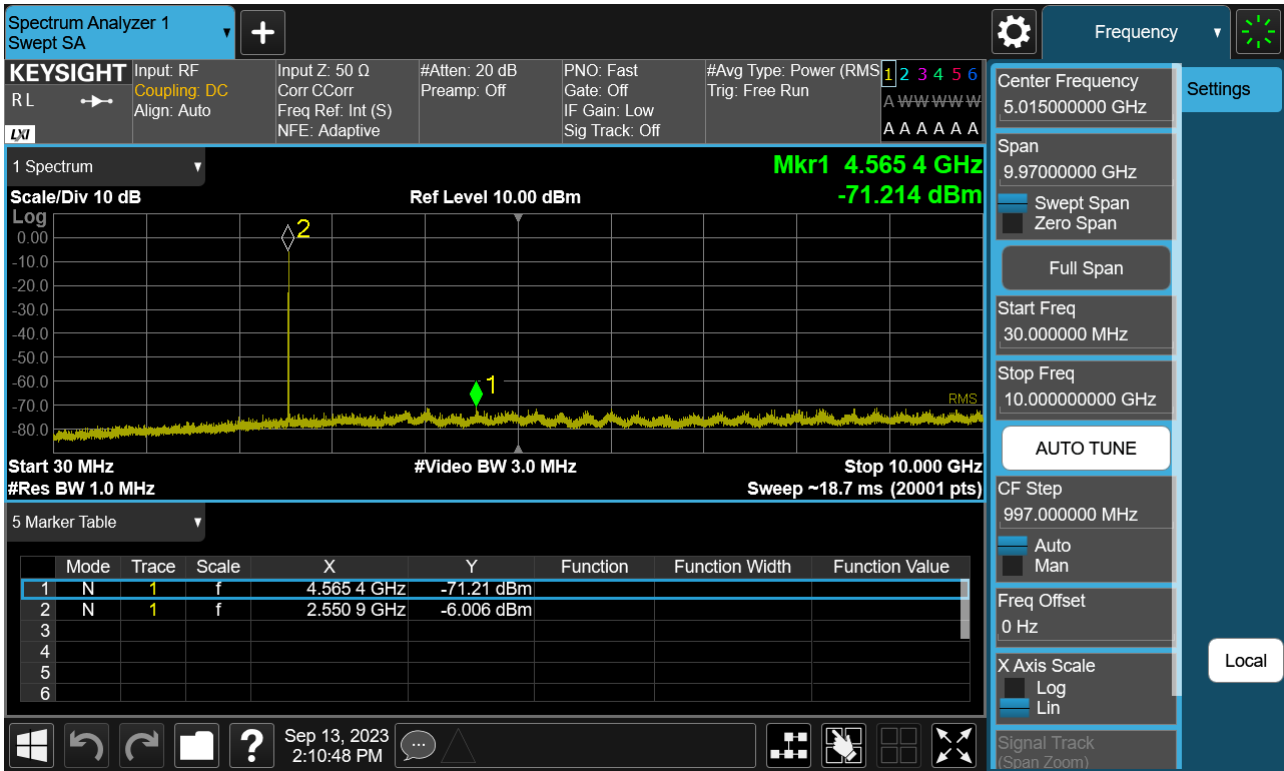 Spectrum Analyzer 1
Swept SA
+
Frequency
KEYSIGHT
R L
LXI
Input: RF
Coupling: DC
Align: Auto
Input Z: 50 Ω
Corr CCorr
Freq Ref: Int (S)
NFE: Adaptive
#Atten: 20 dB
Preamp: Off
PNO: Fast
Gate: Off
IF Gain: Low
Sig Track: Off
#Avg Type: Power (RMS
Trig: Free Run
1 2 3 4 5 6
A W W W W W
A A A A A A
1 Spectrum
Mkr1 4.565 4 GHz
Scale/Div 10 dB
Ref Level 10.00 dBm
-71.214 dBm
Log
0.00
-10.0
-20.0
-30.0
-40.0
-50.0
-60.0
-70.0
-80.0
2
1
RMS
Start 30 MHz
#Video BW 3.0 MHz
Stop 10.000 GHz
#Res BW 1.0 MHz
Sweep ~18.7 ms (20001 pts)
5 Marker Table
Mode Trace Scale X Y Function Function Width Function Value
1 N 1 f 4.565 4 GHz -71.21 dBm
2 N 1 f 2.550 9 GHz -6.006 dBm
3
4
5
6
Sep 13, 2023
2:10:48 PM
?
Center Frequency
5.015000000 GHz
Span
9.97000000 GHz
Swept Span
Zero Span
Full Span
Start Freq
30.000000 MHz
Stop Freq
10.000000000 GHz
AUTO TUNE
CF Step
997.000000 MHz
Auto
Man
Freq Offset
0 Hz
X Axis Scale
Log
Lin
Signal Track
(Span Zoom)
Settings
Local